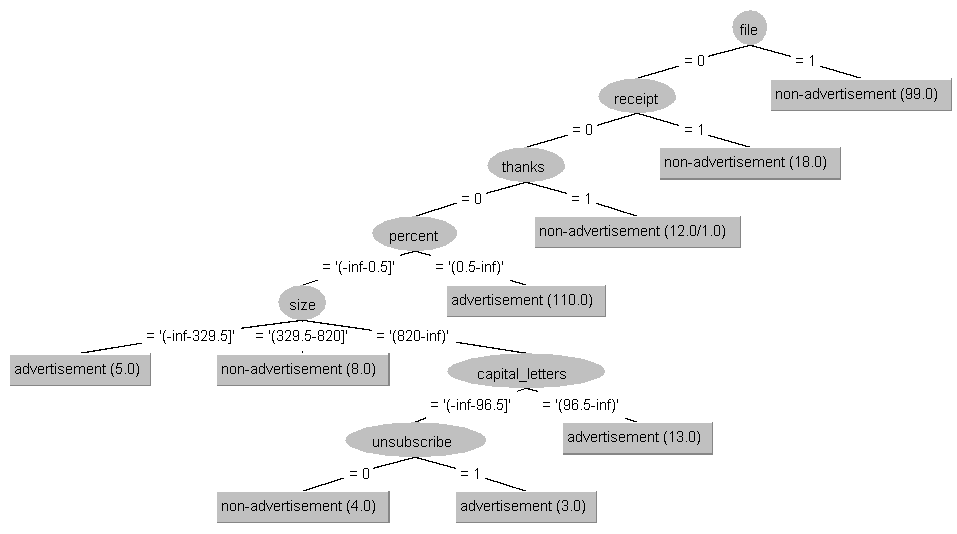 file
= 0
= 1
receipt
non-advertisement (99.0)
= 0
= 1
thanks
non-advertisement (18.0)
= 0
= 1
percent
non-advertisement (12.0/1.0)
= '(-inf-0.5]'
= '(0.5-inf)'
size
advertisement (110.0)
= '(-inf-329.5]'
= '(329.5-820]'
= '(820-inf)'
advertisement (5.0)
non-advertisement (8.0)
capital_letters
= '(-inf-96.5]'
= '(96.5-inf)'
unsubscribe
advertisement (13.0)
= 0
= 1
non-advertisement (4.0)
advertisement (3.0)